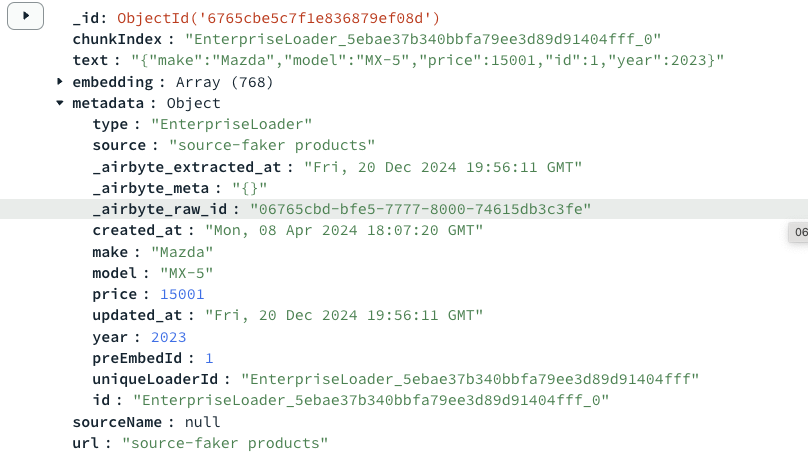 _id: ObjectId('6765cbe5c7f1e836879ef08d')
chunkIndex : "EnterpriseLoader_5ebae37b340bbfa79ee3d89d91404fff_0"
text : "{"make":"Mazda","model":"MX-5","price":15001,"id":1,"year":2023}"
embedding : Array (768)
metadata : Object
type : "EnterpriseLoader"
source : "source-faker products"
_airbyte_extracted_at : "Fri, 20 Dec 2024 19:56:11 GMT"
_airbyte_meta : "{}"
_airbyte_raw_id : "06765cbd-bfe5-7777-8000-74615db3c3fe"
created_at : "Mon, 08 Apr 2024 18:07:20 GMT"
06
make : "Mazda"
model : "MX-5"
price : 15001
updated_at : "Fri, 20 Dec 2024 19:56:11 GMT"
year : 2023
preEmbedId : 1
uniqueLoaderId : "EnterpriseLoader_5ebae37b340bbfa79ee3d89d91404fff"
id : "EnterpriseLoader_5ebae37b340bbfa79ee3d89d91404fff_0"
sourceName : null
url : "source-faker products"